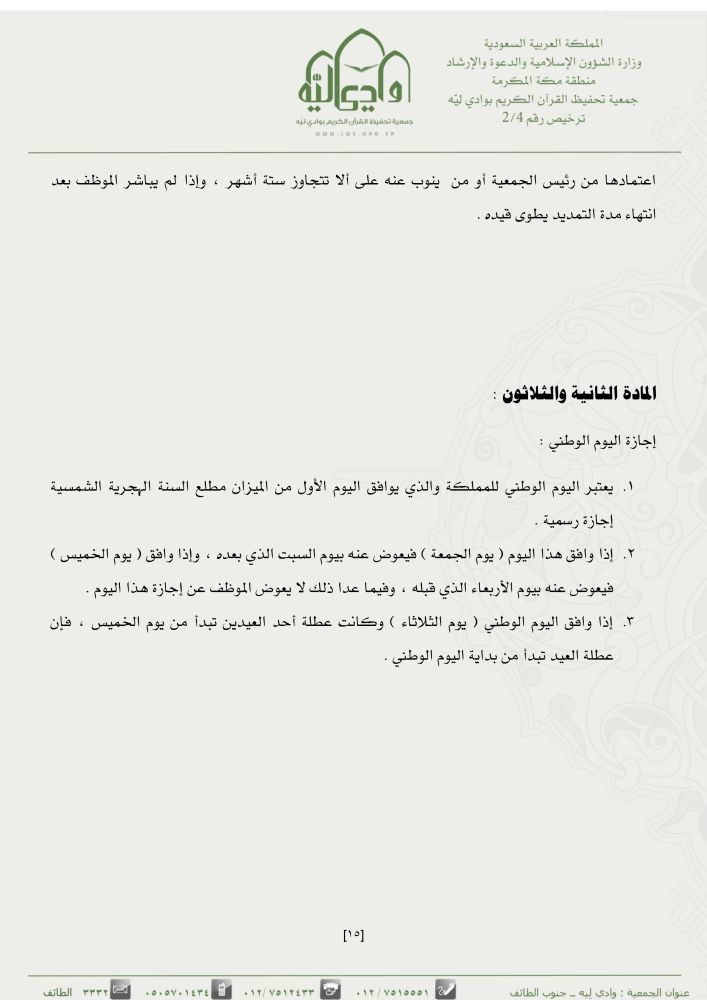 المملكة العربية السعودية
وزارة الشؤون الإسلامية والدعوة والإرشاد
منطقة مكة المكرمة
جمعية تحفيظ القرآن الكريم بوادي ليّه
ترخيص رقم 2/4
وادي ليه
جمعية تحفيظ القرآن الكريم بوادي ليّه
WWW.LQS.ORG.SA
اعتمادها من رئيس الجمعية أو من ينوب عنه على ألا تتجاوز ستة أشهر ، وإذا لم يباشر الموظف بعد
انتهاء مدة التمديد يطوى قيده .
المادة الثانية والثلاثون :
إجازة اليوم الوطني :
١. يعتبر اليوم الوطني للمملكة والذي يوافق اليوم الأول من الميزان مطلع السنة الهجرية الشمسية
إجازة رسمية .
٢. إذا وافق هذا اليوم ( يوم الجمعة ) فيعوض عنه بيوم السبت الذي بعده ، وإذا وافق ( يوم الخميس )
فيعوض عنه بيوم الأربعاء الذي قبله ، وفيما عدا ذلك لا يعوض الموظف عن إجازة هذا اليوم .
٣. إذا وافق اليوم الوطني ( يوم الثلاثاء ) وكانت عطلة أحد العيدين تبدأ من يوم الخميس ، فإن
عطلة العيد تبدأ من بداية اليوم الوطني .
[١٥]
عنوان الجمعية : وادي ليه _ جنوب الطائف ٠١٢ / ٧٥١٥٥٥١ ٠١٢/ ٧٥١٢٤٣٣ ٠٥٠٥٧٠١٤٣٤ ٣٣٣٢ الطائف